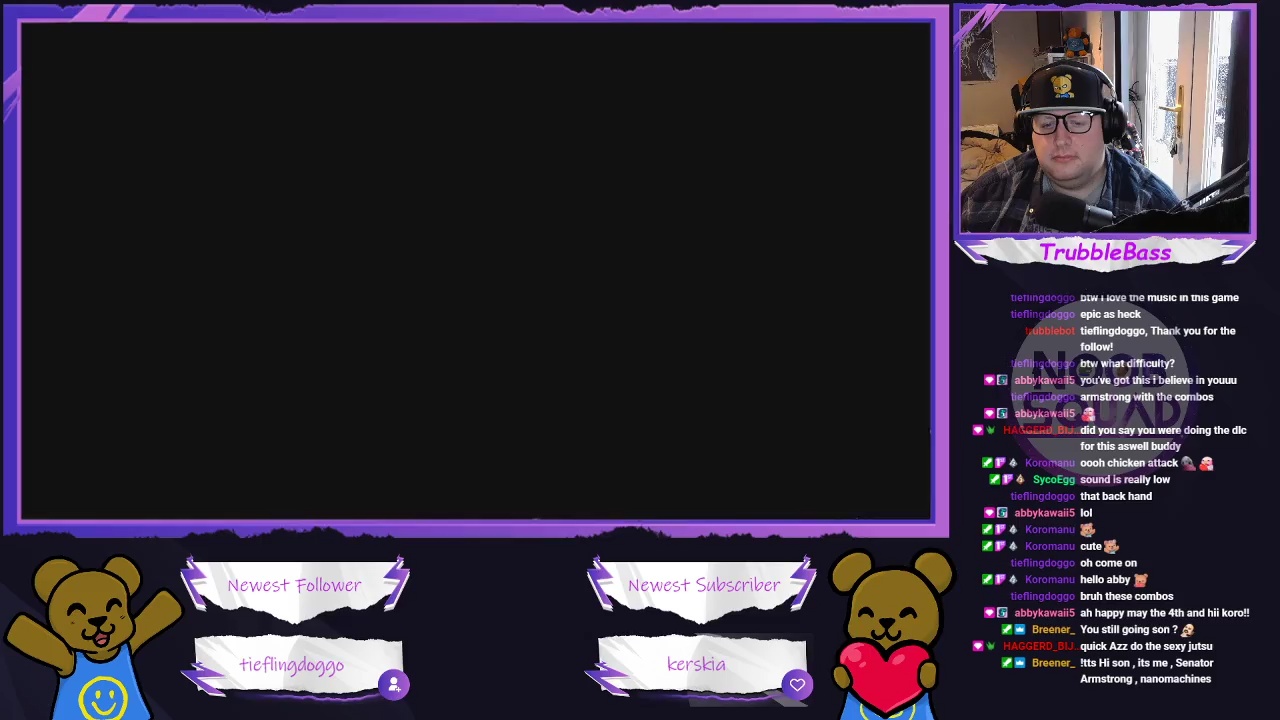 TrubbleBass
tieflingdoggo btw i love the music in this game
tieflingdoggo epic as heck
trubblebot tieflingdoggo, Thank you for the
follow!
tieflingdoggo btw what difficulty?
abbykawaii5 you've got this i believe in youuu
tieflingdoggo armstrong with the combos
abbykawaii5
HAGGERD_BIJ... did you say you were doing the dlc
for this aswell buddy
Koromanu oooh chicken attack
SycoEgg sound is really low
tieflingdoggo that back hand
abbykawaii5 lol
Koromanu
Koromanu cute
tieflingdoggo oh come on
Koromanu hello abby
tieflingdoggo bruh these combos
abbykawaii5 ah happy may the 4th and hii koro!!
Breener_ You still going son ?
HAGGERD_BIJ... quick Azz do the sexy jutsu
Breener_ !tts Hi son , its me , Senator
Armstrong , nanomachines
NOOB
SQUAD
Newest Follower
tieflingdoggo
Newest Subscriber
kerskia